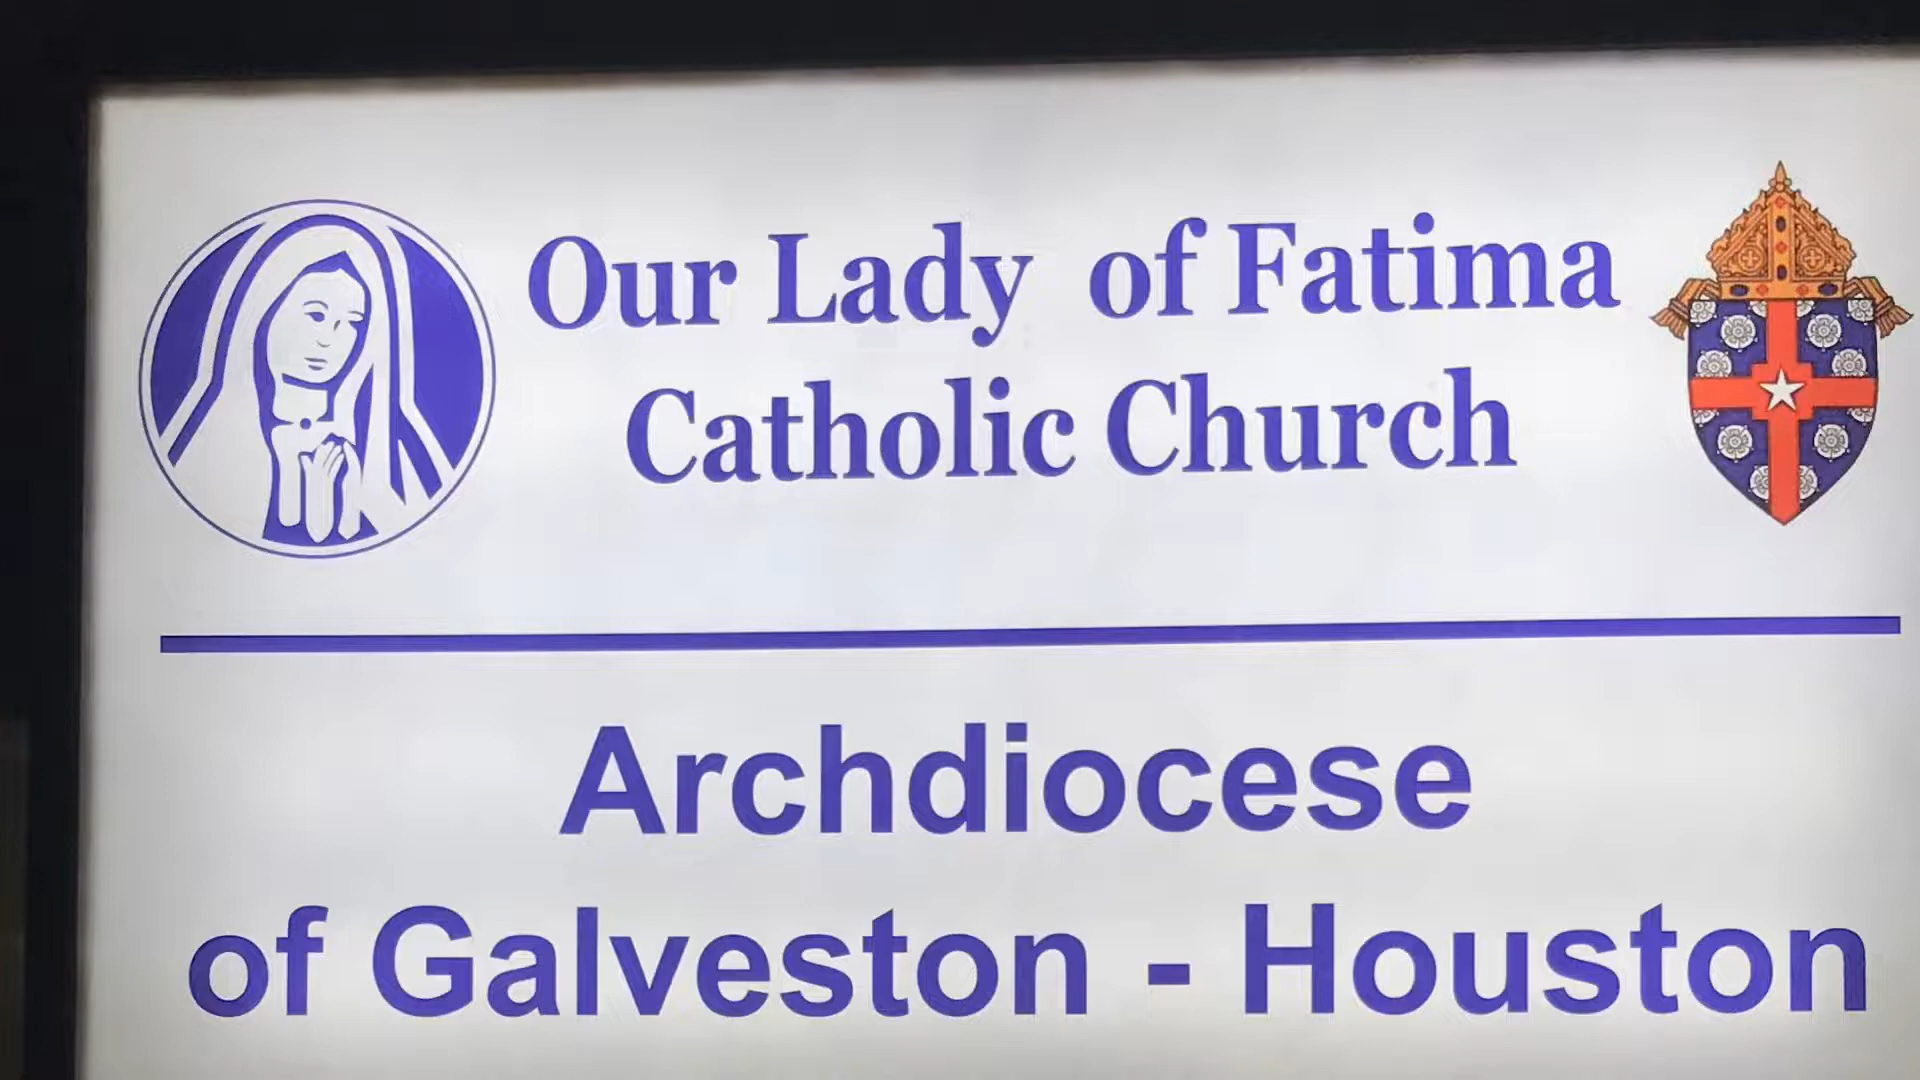 Our Lady of Fatima
Catholic Church
Archdiocese
of Galveston - Houston